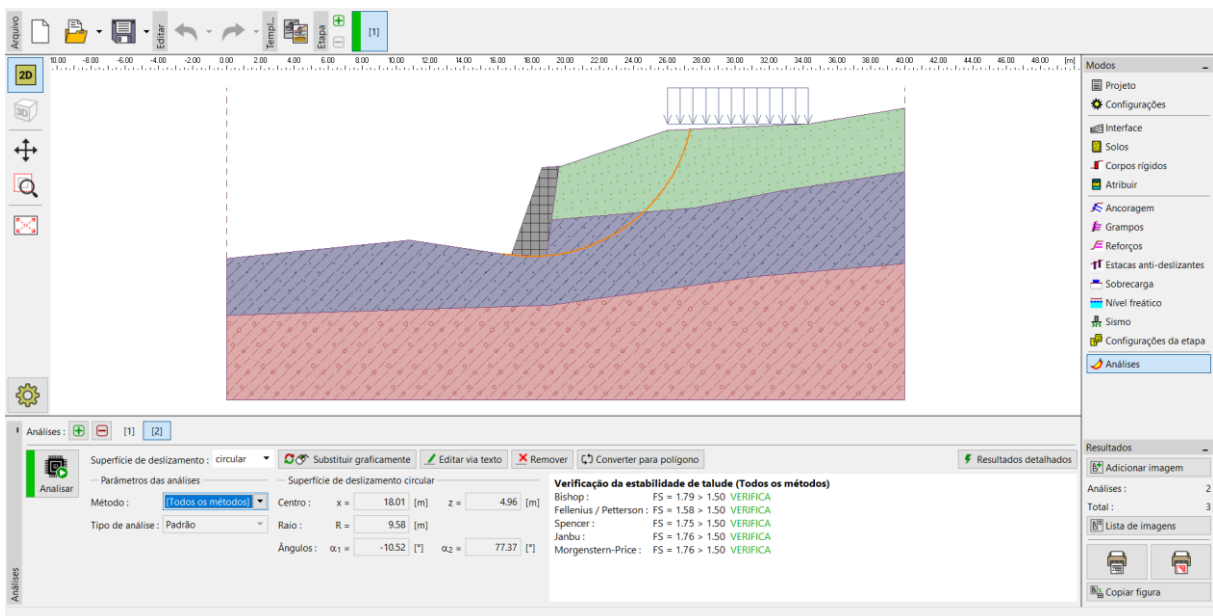 Arquivo
Editar
Templ...
Etapa
[1]
10.00 -8.00 -6.00 -4.00 -2.00 0.00 2.00 4.00 6.00 8.00 10.00 12.00 14.00 16.00 18.00 20.00 22.00 24.00 26.00 28.00 30.00 32.00 34.00 36.00 38.00 40.00 42.00 44.00 46.00 48.00 [m]
2D
3D
Modos
Projeto
Configurações
Interface
Solos
Corpos rígidos
Atribuir
Ancoragem
Grampos
Reforços
Estacas anti-deslizantes
Sobrecarga
Nível freático
Sismo
Configurações da etapa
Análises
Análises : [1] [2]
Analisar
Superfície de deslizamento : circular Substituir graficamente Editar via texto Remover Converter para polígono Resultados detalhados
Parâmetros das análises
Método : [Todos os métodos]
Tipo de análise : Padrão
Superfície de deslizamento circular
Centro : x = 18.01 [m] z = 4.96 [m]
Raio : R = 9.58 [m]
Ângulos : α1 = -10.52 [°] α2 = 77.37 [°]
Verificação da estabilidade de talude (Todos os métodos)
Bishop : FS = 1.79 > 1.50 VERIFICA
Fellenius / Petterson : FS = 1.58 > 1.50 VERIFICA
Spencer : FS = 1.75 > 1.50 VERIFICA
Janbu : FS = 1.76 > 1.50 VERIFICA
Morgenstern-Price : FS = 1.76 > 1.50 VERIFICA
Análises
Resultados
Adicionar imagem
Análises : 2
Total : 3
Lista de imagens
Copiar figura